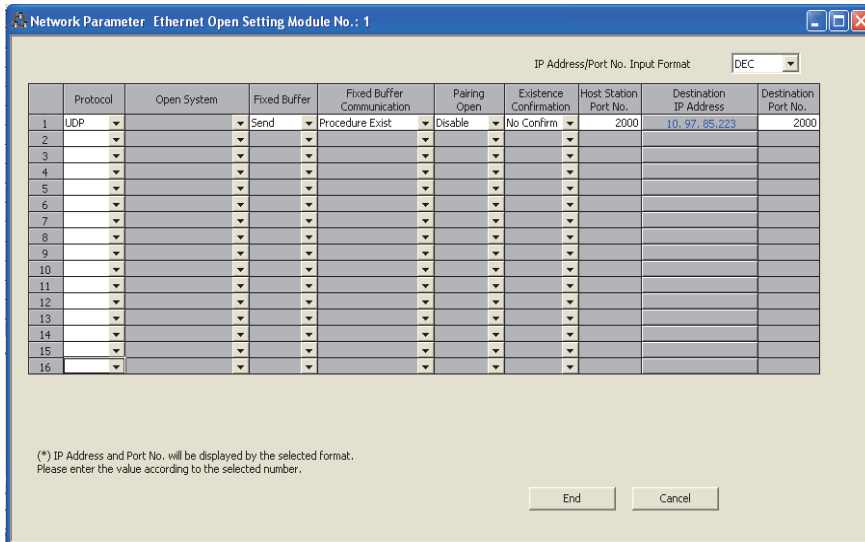 Network Parameter Ethernet Open Setting Module No.: 1
IP Address/Port No. Input Format DEC
Protocol Open System Fixed Buffer Fixed Buffer Communication Pairing Open Existence Confirmation Host Station Port No. Destination IP Address Destination Port No.
1 UDP Send Procedure Exist Disable No Confirm 2000 10. 97. 85.223 2000
2
3
4
5
6
7
8
9
10
11
12
13
14
15
16
(*) IP Address and Port No. will be displayed by the selected format.
Please enter the value according to the selected number.
End Cancel